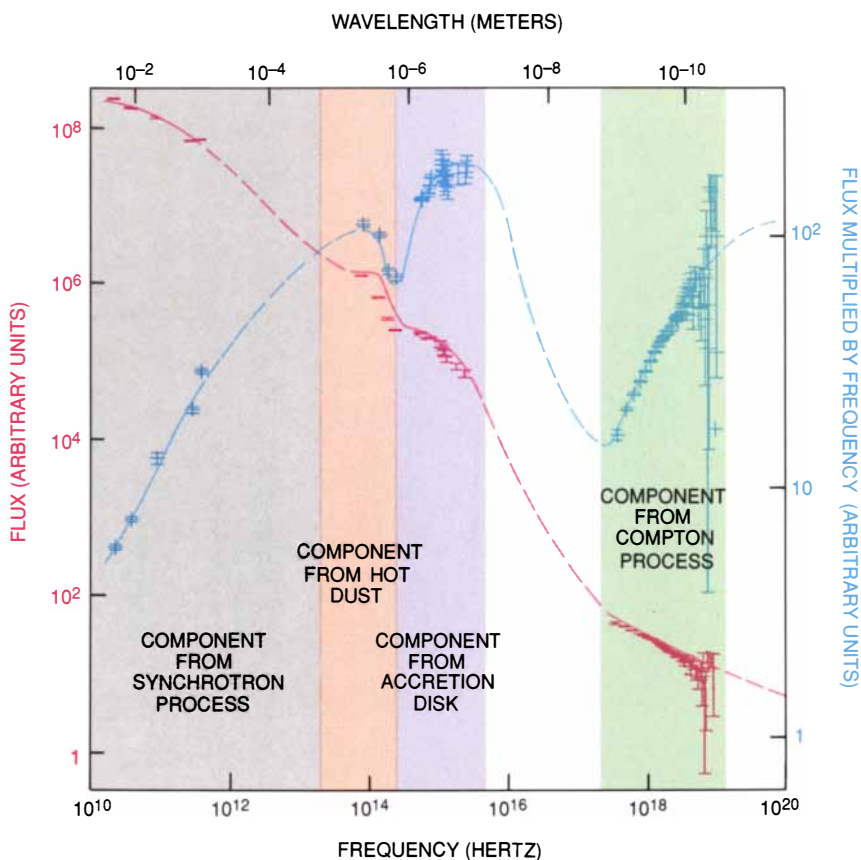 WAVELENGTH (METERS)
10⁻² 10⁻⁴ 10⁻⁶ 10⁻⁸ 10⁻¹⁰
FLUX (ARBITRARY UNITS)
10⁸
10⁶
10⁴
10²
1
COMPONENT
FROM
SYNCHROTRON
PROCESS
COMPONENT
FROM HOT
DUST
COMPONENT
FROM
ACCRETION
DISK
COMPONENT
FROM
COMPTON
PROCESS
10²
10
1
FLUX MULTIPLIED BY FREQUENCY (ARBITRARY UNITS)
10¹⁰ 10¹² 10¹⁴ 10¹⁶ 10¹⁸ 10²⁰
FREQUENCY (HERTZ)